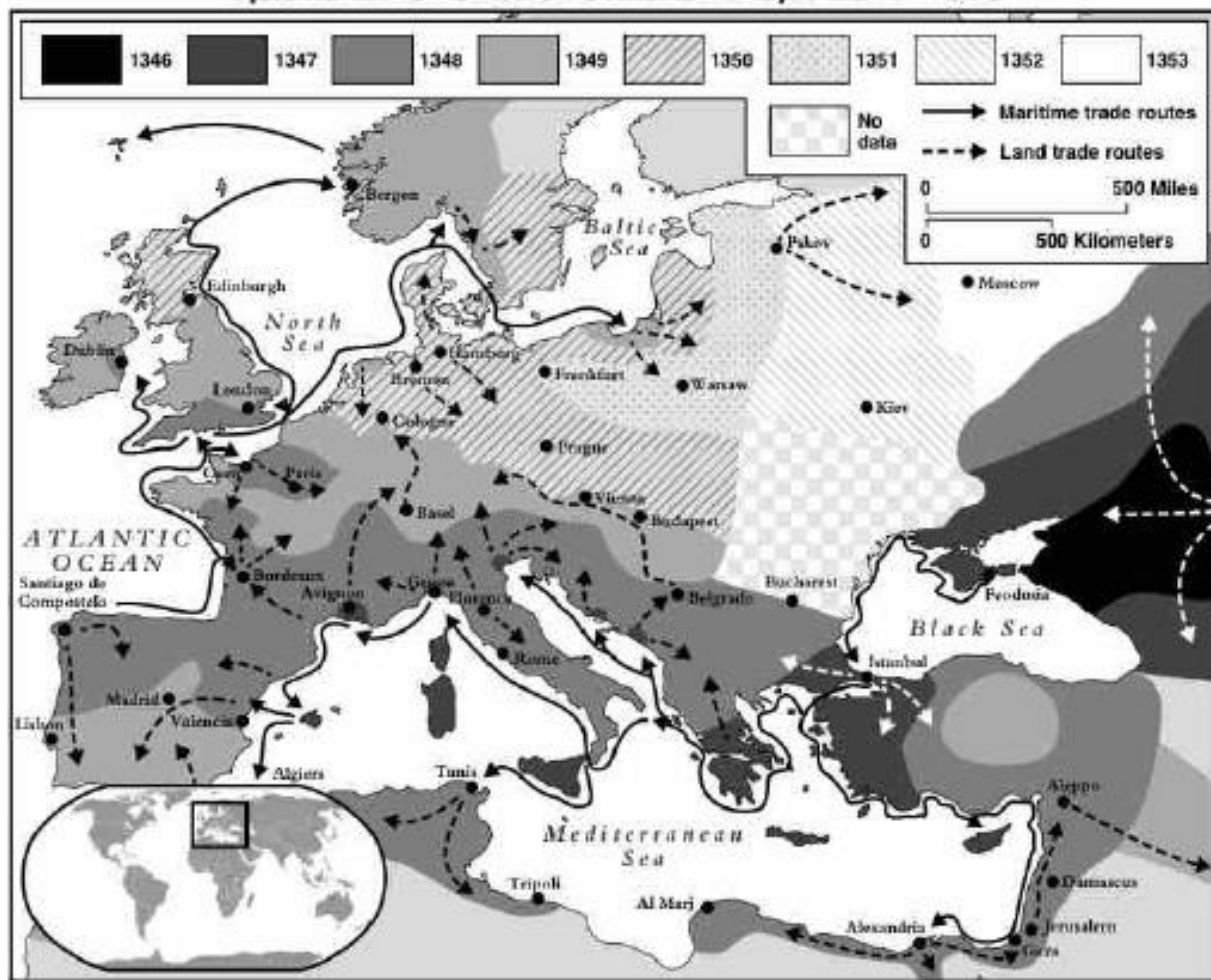 1346
1347
1348
1349
1350
1351
1352
1353
No
data
Maritime trade routes
Land trade routes
0
500 Miles
0
500 Kilometers
Bergen
Baltic
Sea
Pskov
Moscow
Edinburgh
North
Sea
Dublin
Hamburg
Bremen
Frankfurt
Warsaw
London
Cologne
Kiev
Prague
Paris
Vienna
Basel
Budapest
ATLANTIC
OCEAN
Santiago de
Compostela
Bordeaux
Avignon
Genoa
Florence
Belgrade
Bucharest
Feodosia
Black Sea
Rome
Istanbul
Madrid
Valencia
Lisbon
Algiers
Tunis
Aleppo
Mediterranean
Sea
Damascus
Tripoli
Al Marj
Alexandria
Jerusalem
Gaza